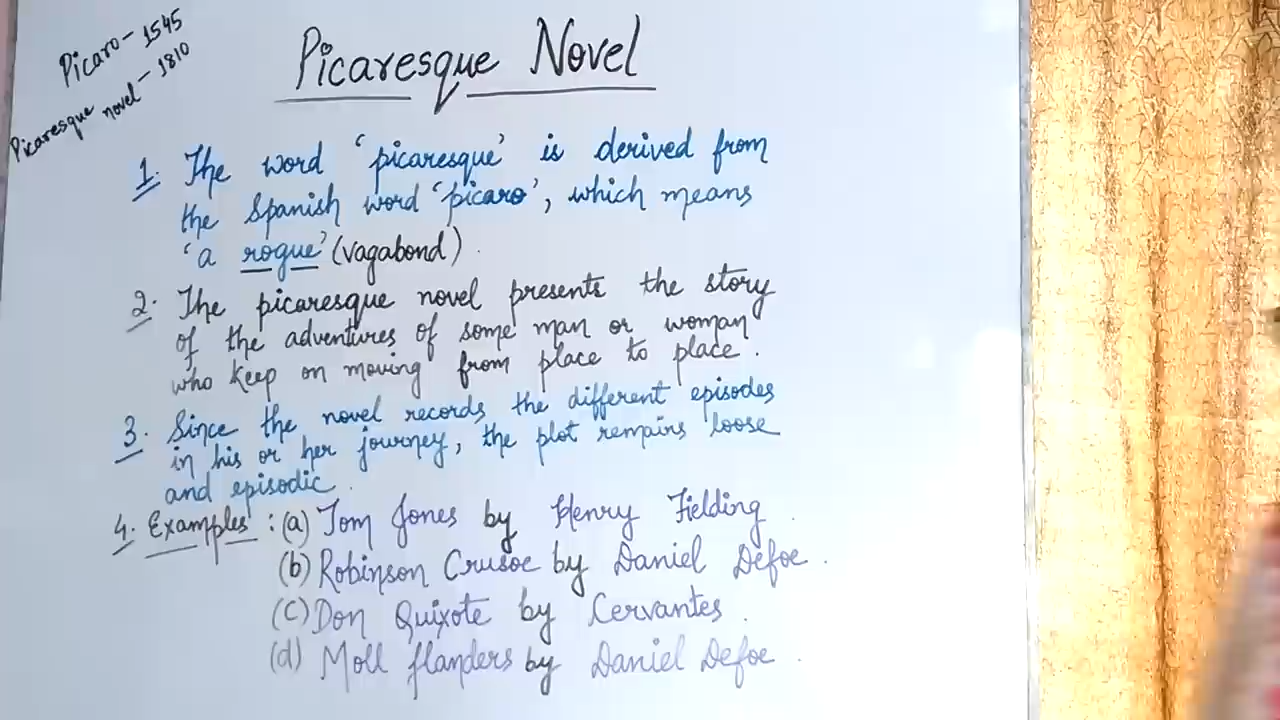 Picaro - 1545
Picaresque novel - 1810
Picaresque Novel
1. The word 'picaresque' is derived from
the Spanish word 'picaro', which means
'a rogue' (vagabond).
2. The picaresque novel presents the story
of the adventures of some man or woman
who keep on moving from place to place.
3. Since the novel records the different episodes
in his or her journey, the plot remains loose
and episodic.
4. Examples: (a) Tom Jones by Henry Fielding.
(b) Robinson Crusoe by Daniel Defoe.
(c) Don Quixote by Cervantes.
(d) Moll flanders by Daniel Defoe.